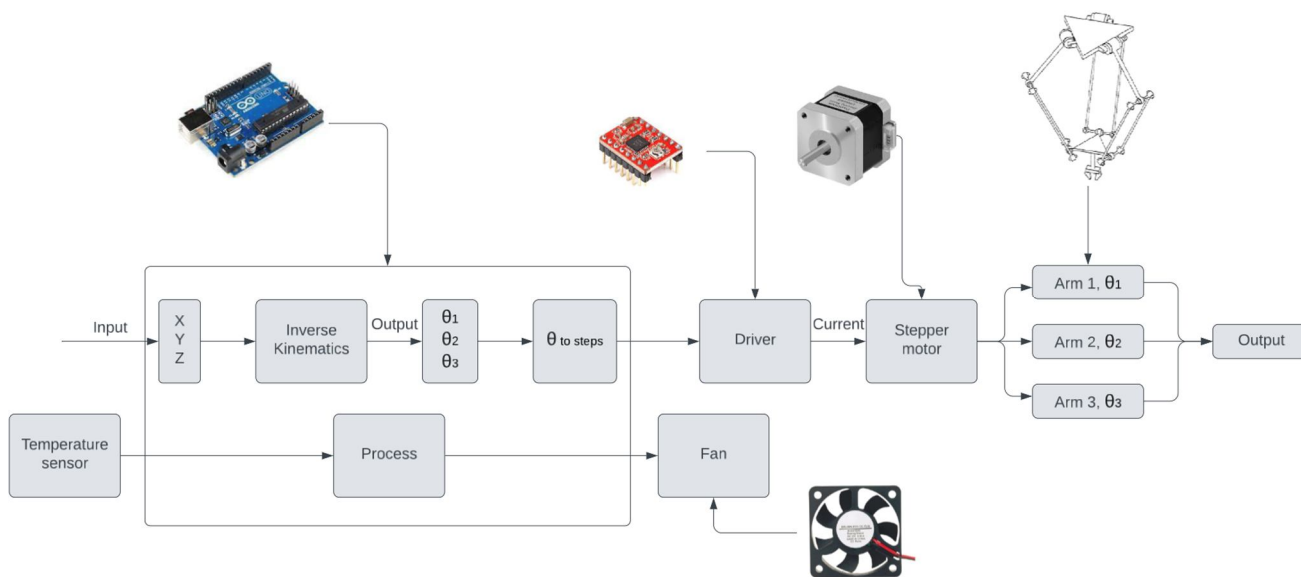 Input
X
Y
Z
Inverse
Kinematics
Output
θ1
θ2
θ3
θ to steps
Driver
Current
Stepper
motor
Arm 1, θ1
Arm 2, θ2
Arm 3, θ3
Output
Temperature
sensor
Process
Fan